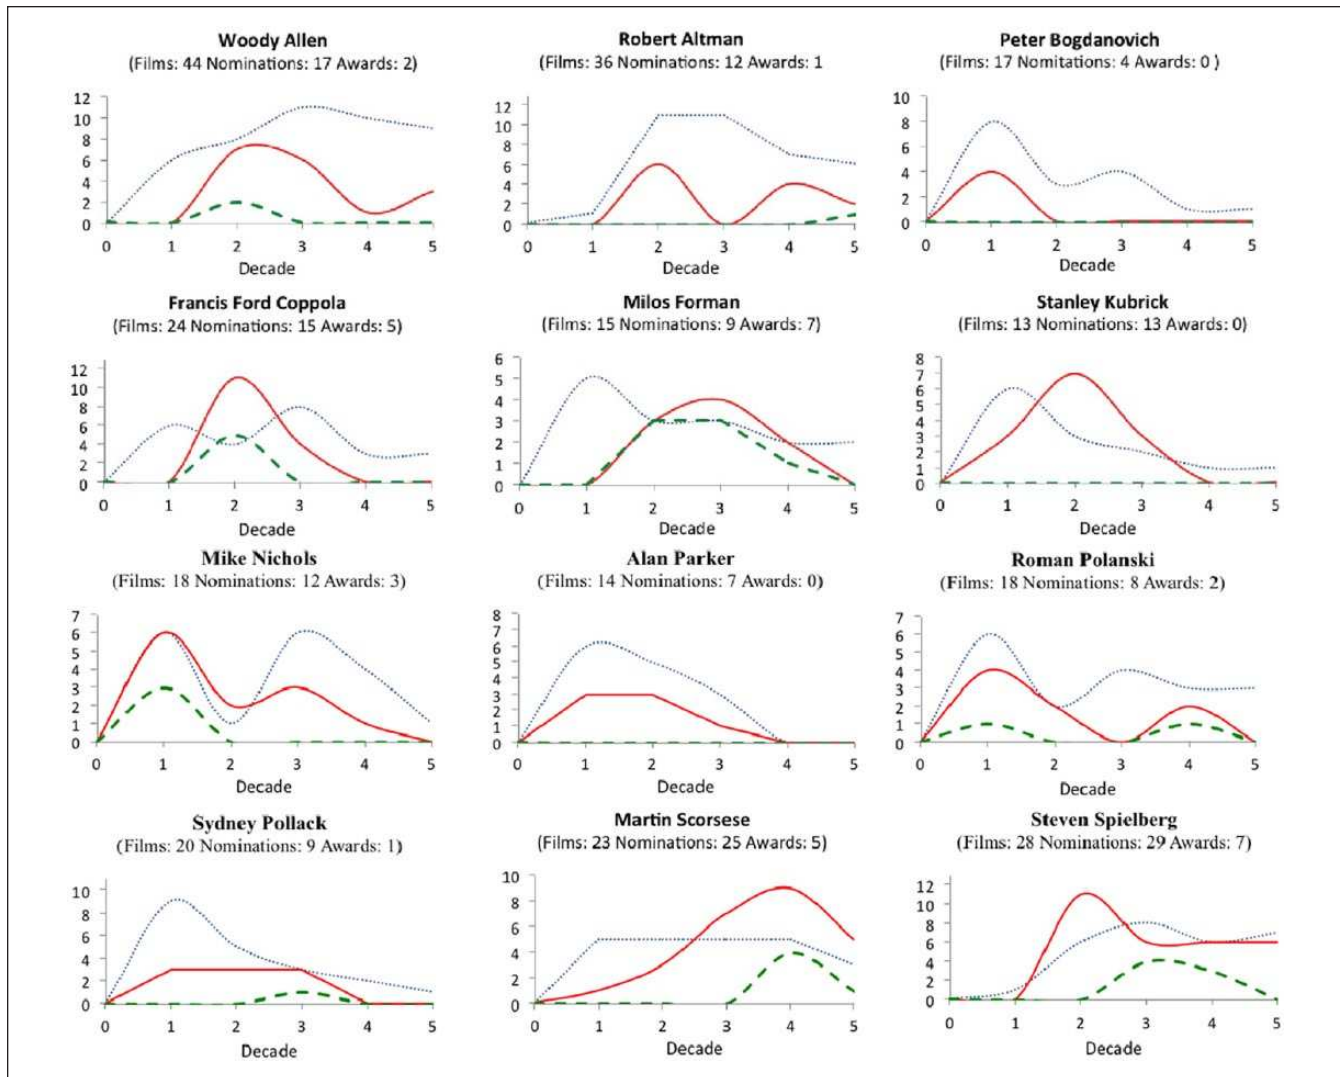 Woody Allen
(Films: 44 Nominations: 17 Awards: 2)
12
10
8
6
4
2
0
0 1 2 3 4 5
Decade
Robert Altman
(Films: 36 Nominations: 12 Awards: 1
12
10
8
6
4
2
0
0 1 2 3 4 5
Decade
Peter Bogdanovich
(Films: 17 Nomitations: 4 Awards: 0 )
10
8
6
4
2
0
0 1 2 3 4 5
Decade
Francis Ford Coppola
(Films: 24 Nominations: 15 Awards: 5)
12
10
8
6
4
2
0
0 1 2 3 4 5
Decade
Milos Forman
(Films: 15 Nominations: 9 Awards: 7)
6
5
4
3
2
1
0
0 1 2 3 4 5
Decade
Stanley Kubrick
(Films: 13 Nominations: 13 Awards: 0)
8
7
6
5
4
3
2
1
0
0 1 2 3 4 5
Decade
Mike Nichols
(Films: 18 Nominations: 12 Awards: 3)
7
6
5
4
3
2
1
0
0 1 2 3 4 5
Decade
Alan Parker
(Films: 14 Nominations: 7 Awards: 0)
8
7
6
5
4
3
2
1
0
0 1 2 3 4 5
Decade
Roman Polanski
(Films: 18 Nominations: 8 Awards: 2)
7
6
5
4
3
2
1
0
0 1 2 3 4 5
Decade
Sydney Pollack
(Films: 20 Nominations: 9 Awards: 1)
10
8
6
4
2
0
0 1 2 3 4 5
Decade
Martin Scorsese
(Films: 23 Nominations: 25 Awards: 5)
10
8
6
4
2
0
0 1 2 3 4 5
Decade
Steven Spielberg
(Films: 28 Nominations: 29 Awards: 7)
12
10
8
6
4
2
0
0 1 2 3 4 5
Decade